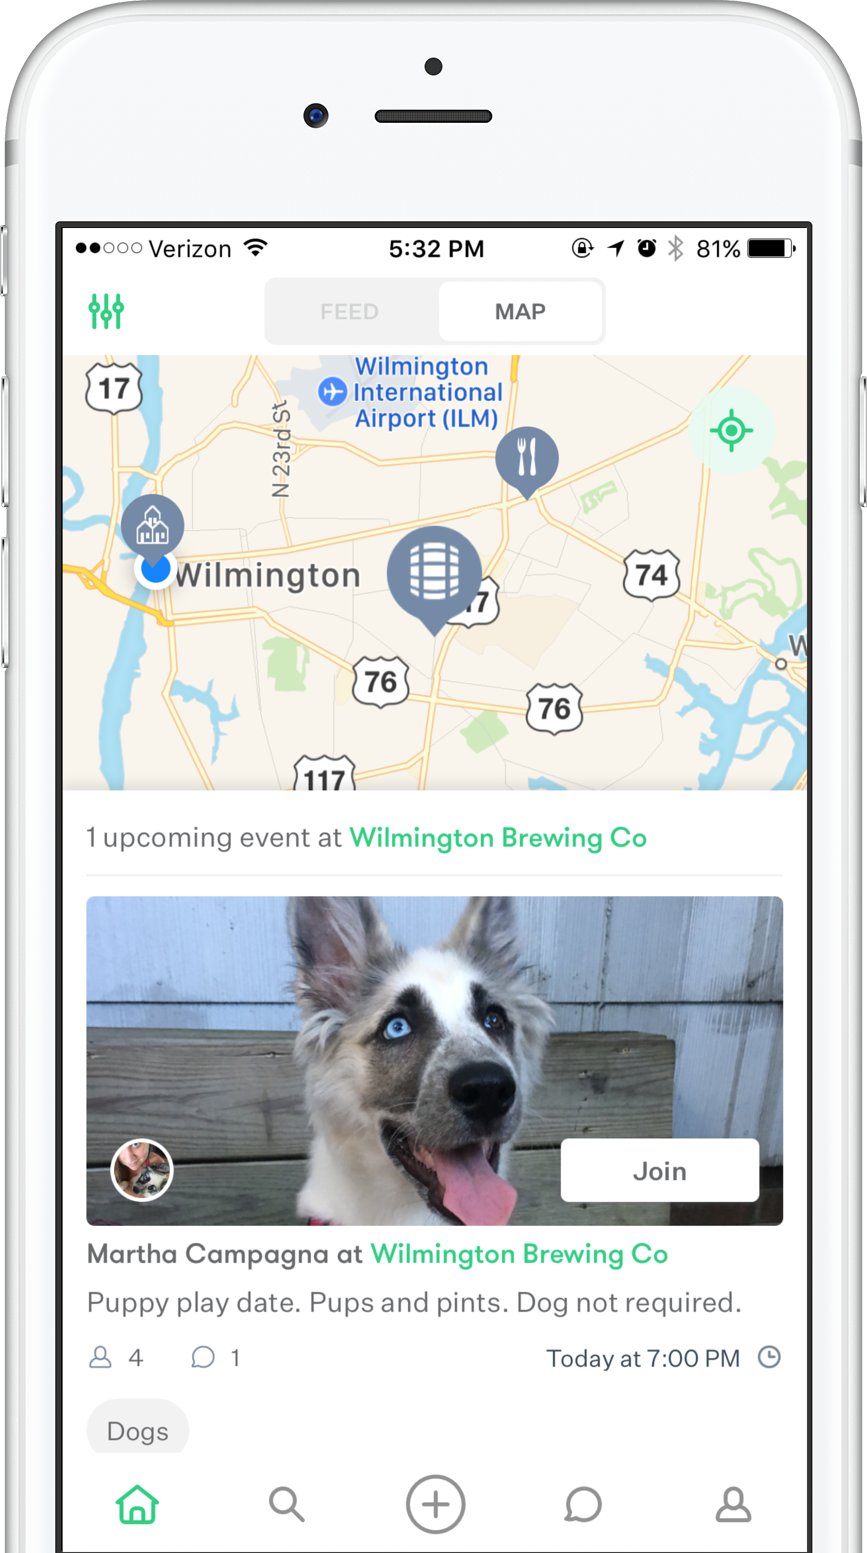 Verizon 5:32 PM 81%
FEED MAP
17
Wilmington
International
Airport (ILM)
N 23rd St
Wilmington
17
74
W
76
76
117
1 upcoming event at Wilmington Brewing Co
Join
Martha Campagna at Wilmington Brewing Co
Puppy play date. Pups and pints. Dog not required.
4 1 Today at 7:00 PM
Dogs